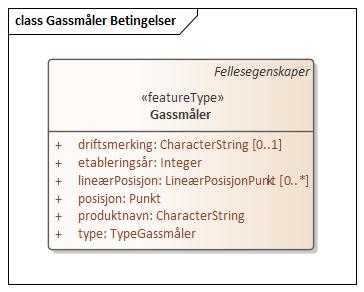 class Gassmåler Betingelser
Fellesegenskaper
«featureType»
Gassmåler
+ driftsmerking: CharacterString [0..1]
+ etableringsår: Integer
+ lineærPosisjon: LineærPosisjonPunkt [0..*]
+ posisjon: Punkt
+ produktnavn: CharacterString
+ type: TypeGassmåler